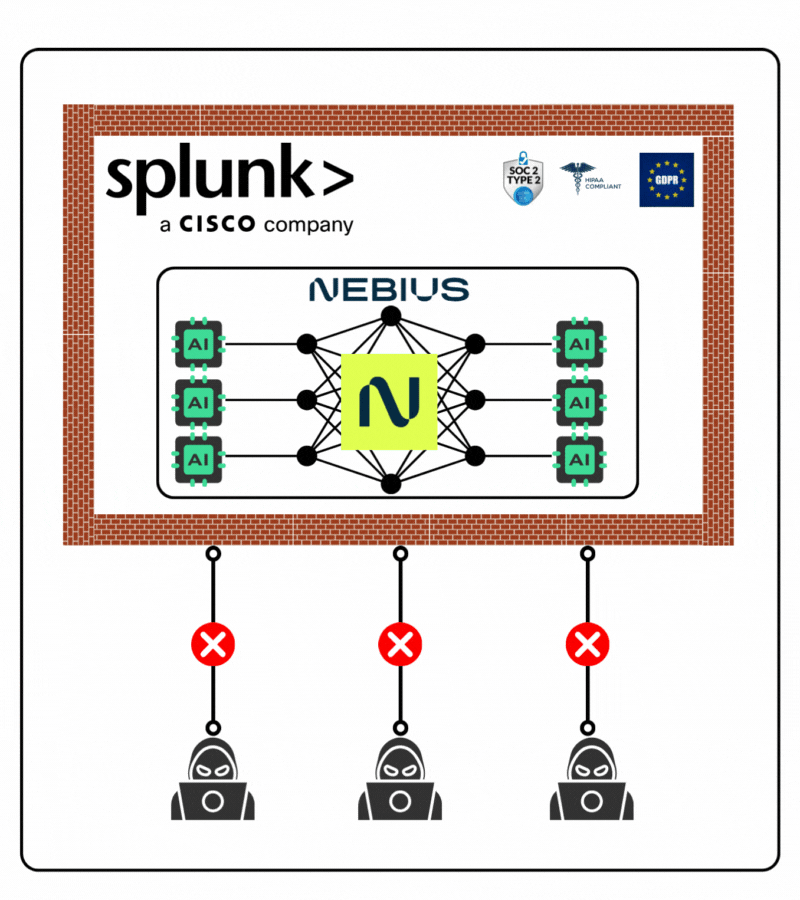 splunk>
a CISCO company
SOC 2
TYPE 2
HIPAA
COMPLIANT
GDPR
NEBIUS
AI
AI
AI
AI
AI
AI
N